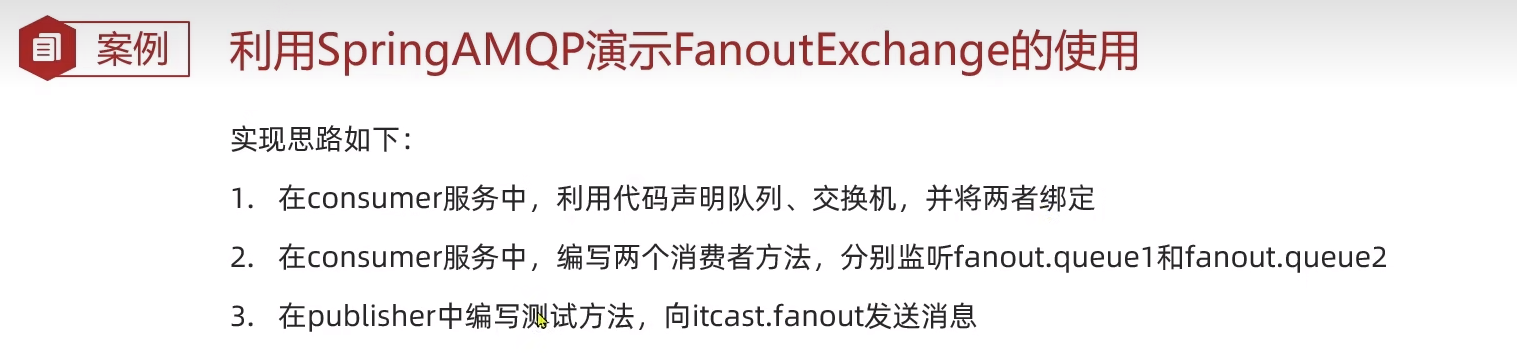 案例 利用SpringAMQP演示FanoutExchange的使用
实现思路如下：
1. 在consumer服务中，利用代码声明队列、交换机，并将两者绑定
2. 在consumer服务中，编写两个消费者方法，分别监听fanout.queue1和fanout.queue2
3. 在publisher中编写测试方法，向itcast.fanout发送消息